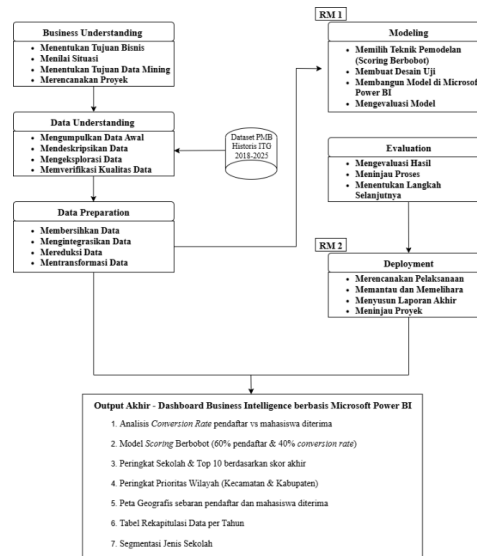 Business Understanding
• Menentukan Tujuan Bisnis
• Menilai Situasi
• Menentukan Tujuan Data Mining
• Merencanakan Proyek
Data Understanding
• Mengumpulkan Data Awal
• Mendeskripsikan Data
• Mengeksplorasi Data
• Memverifikasi Kualitas Data
Dataset PMB
Historis ITG
2018-2025
Data Preparation
• Membersihkan Data
• Mengintegrasikan Data
• Mereduksi Data
• Mentransformasi Data
RM 1
Modeling
• Memilih Teknik Pemodelan
(Scoring Berbobot)
• Membuat Desain Uji
• Membangun Model di Microsoft
Power BI
• Mengevaluasi Model
Evaluation
• Mengevaluasi Hasil
• Meninjau Proses
• Menentukan Langkah
Selanjutnya
RM 2
Deployment
• Merencanakan Pelaksanaan
• Memantau dan Memelihara
• Menyusun Laporan Akhir
• Meninjau Proyek
Output Akhir - Dashboard Business Intelligence berbasis Microsoft Power BI
1. Analisis Conversion Rate pendaftar vs mahasiswa diterima
2. Model Scoring Berbobot (60% pendaftar & 40% conversion rate)
3. Peringkat Sekolah & Top 10 berdasarkan skor akhir
4. Peringkat Prioritas Wilayah (Kecamatan & Kabupaten)
5. Peta Geografis sebaran pendaftar dan mahasiswa diterima
6. Tabel Rekapitulasi Data per Tahun
7. Segmentasi Jenis Sekolah